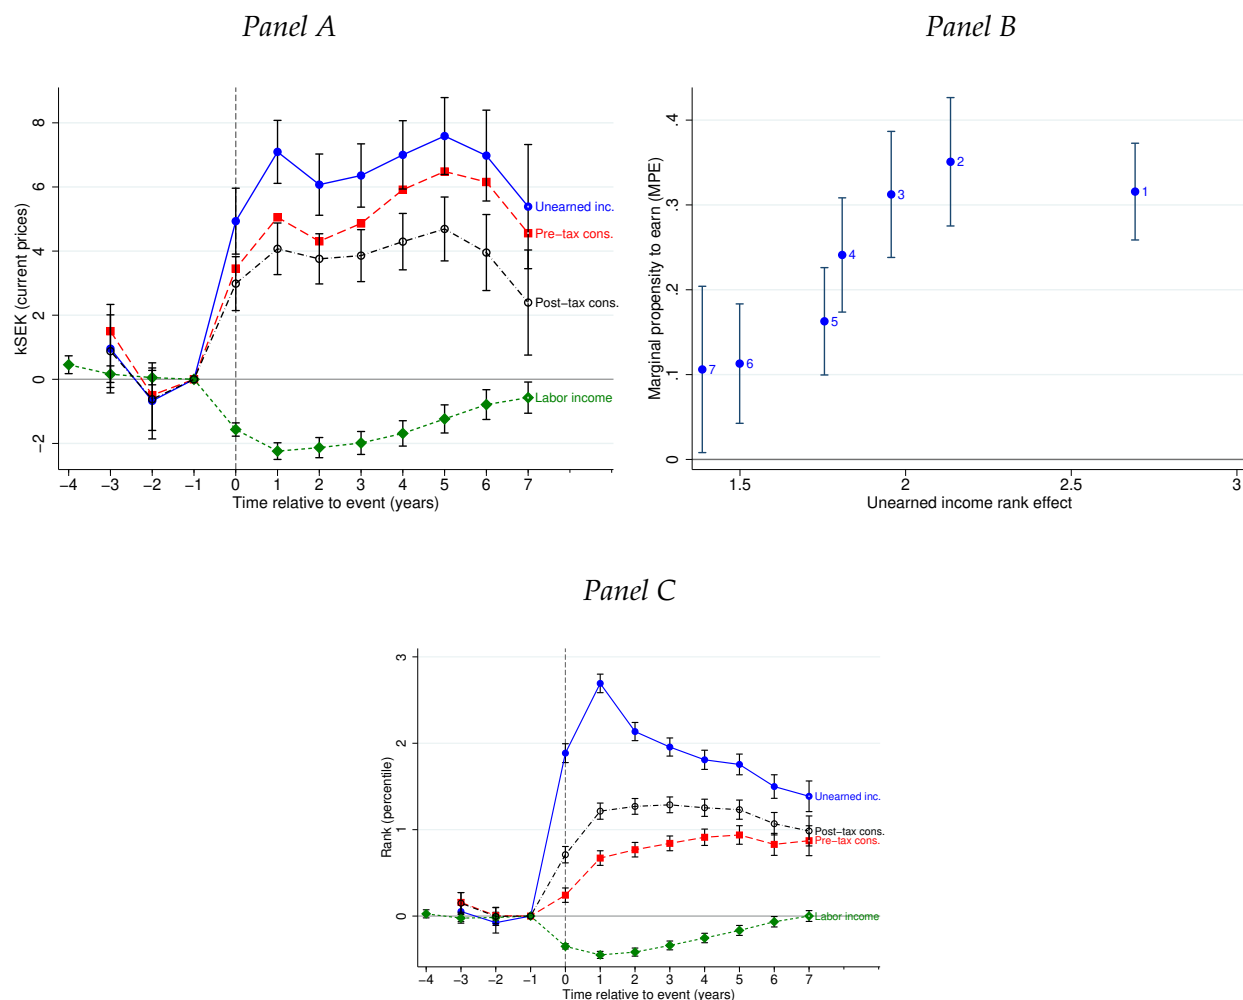 Panel A
Panel B
8
6
4
2
0
−2
kSEK (current prices)
Unearned inc.
Pre−tax cons.
Post−tax cons.
Labor income
−4 −3 −2 −1 0 1 2 3 4 5 6 7
Time relative to event (years)
.4
.3
.2
.1
0
Marginal propensity to earn (MPE)
1
2
3
4
5
6
7
1.5 2 2.5 3
Unearned income rank effect
Panel C
3
2
1
0
Rank (percentile)
Unearned inc.
Post−tax cons.
Pre−tax cons.
Labor income
−4 −3 −2 −1 0 1 2 3 4 5 6 7
Time relative to event (years)